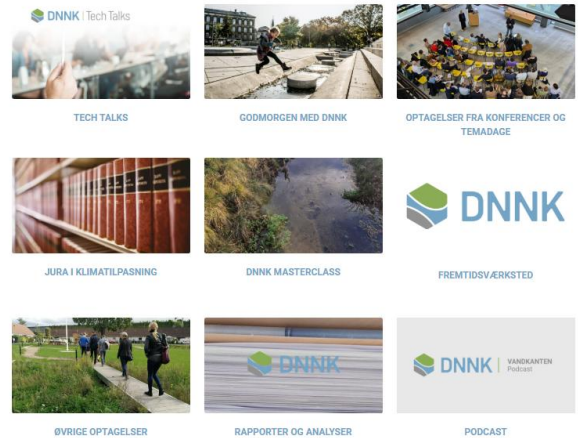 DNNK | Tech Talks
TECH TALKS
GODMORGEN MED DNNK
OPTAGELSER FRA KONFERENCER OG
TEMADAGE
JURA I KLIMATILPASNING
DNNK MASTERCLASS
DNNK
FREMTIDSVÆRKSTED
ØVRIGE OPTAGELSER
DNNK
RAPPORTER OG ANALYSER
DNNK | VANDKANTEN
Podcast
PODCAST